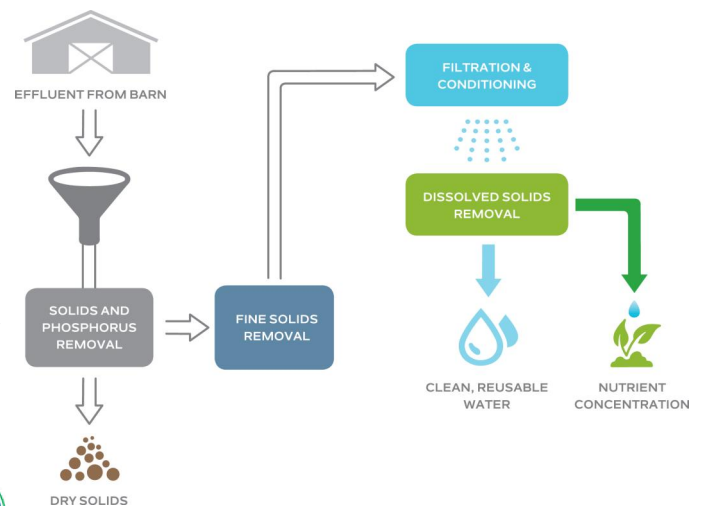 EFFLUENT FROM BARN
SOLIDS AND
PHOSPHORUS
REMOVAL
DRY SOLIDS
FINE SOLIDS
REMOVAL
FILTRATION &
CONDITIONING
DISSOLVED SOLIDS
REMOVAL
CLEAN, REUSABLE
WATER
NUTRIENT
CONCENTRATION